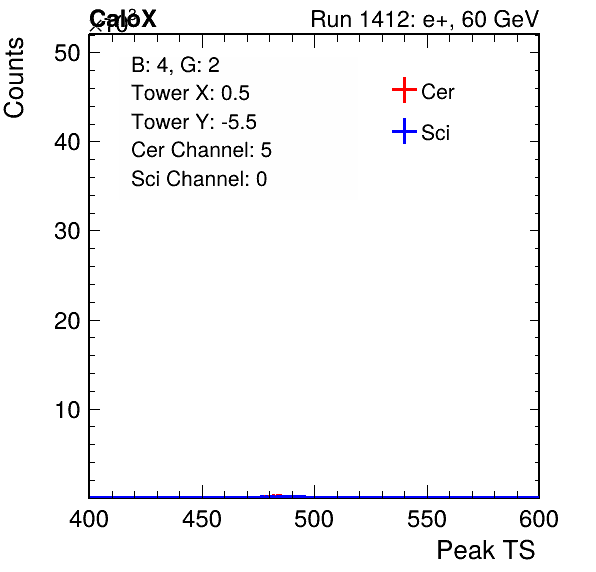 CaloX
×10³
Run 1412: e+, 60 GeV
Counts
50
40
30
20
10
B: 4, G: 2
Tower X: 0.5
Tower Y: -5.5
Cer Channel: 5
Sci Channel: 0
Cer
Sci
400 450 500 550 600
Peak TS